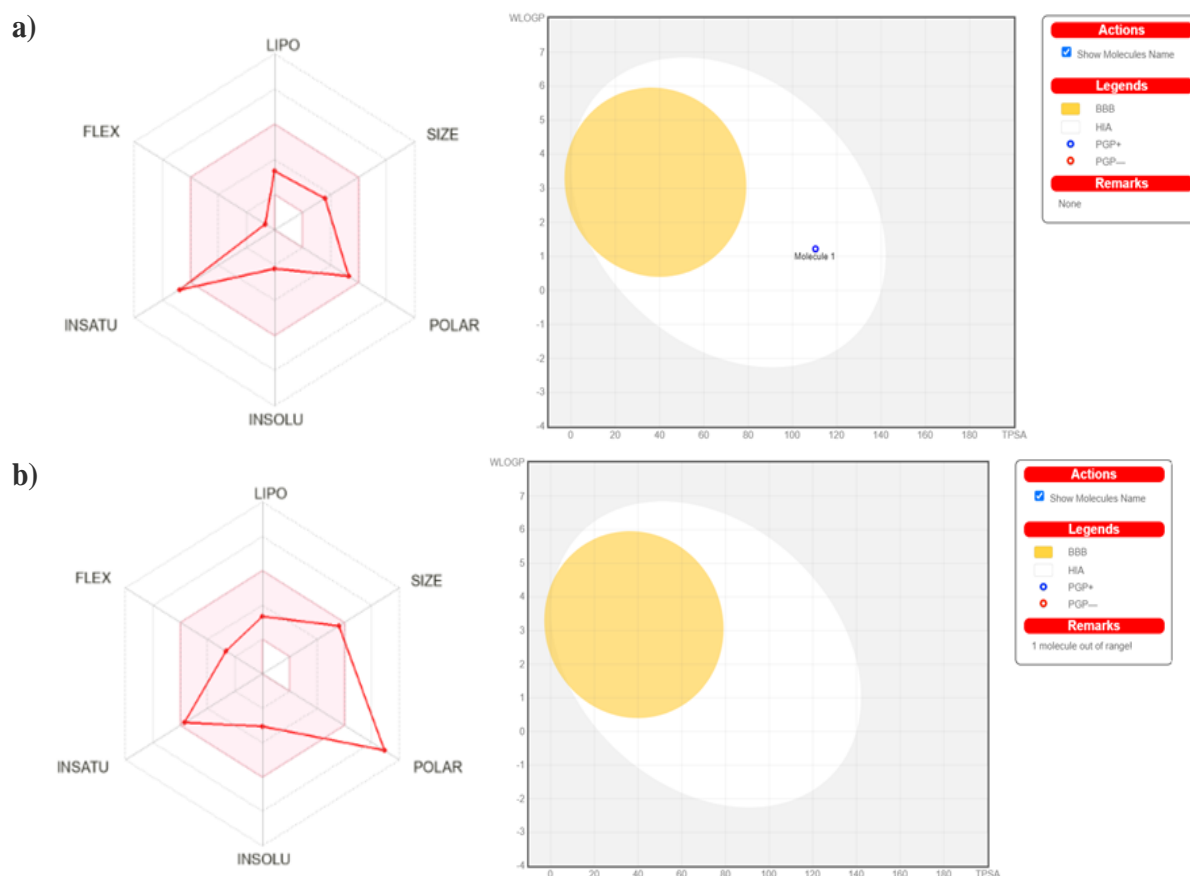 a)
LIPO
FLEX
SIZE
INSATU
POLAR
INSOLU
WLOGP
7
6
5
4
3
2
1
0
-1
-2
-3
-4
Molecule 1
0 20 40 60 80 100 120 140 160 180 TPSA
Actions
Show Molecules Name
Legends
BBB
HIA
PGP+
PGP—
Remarks
None
b)
LIPO
FLEX
SIZE
INSATU
POLAR
INSOLU
WLOGP
7
6
5
4
3
2
1
0
-1
-2
-3
-4
0 20 40 60 80 100 120 140 160 180 TPSA
Actions
Show Molecules Name
Legends
BBB
HIA
PGP+
PGP—
Remarks
1 molecule out of range!